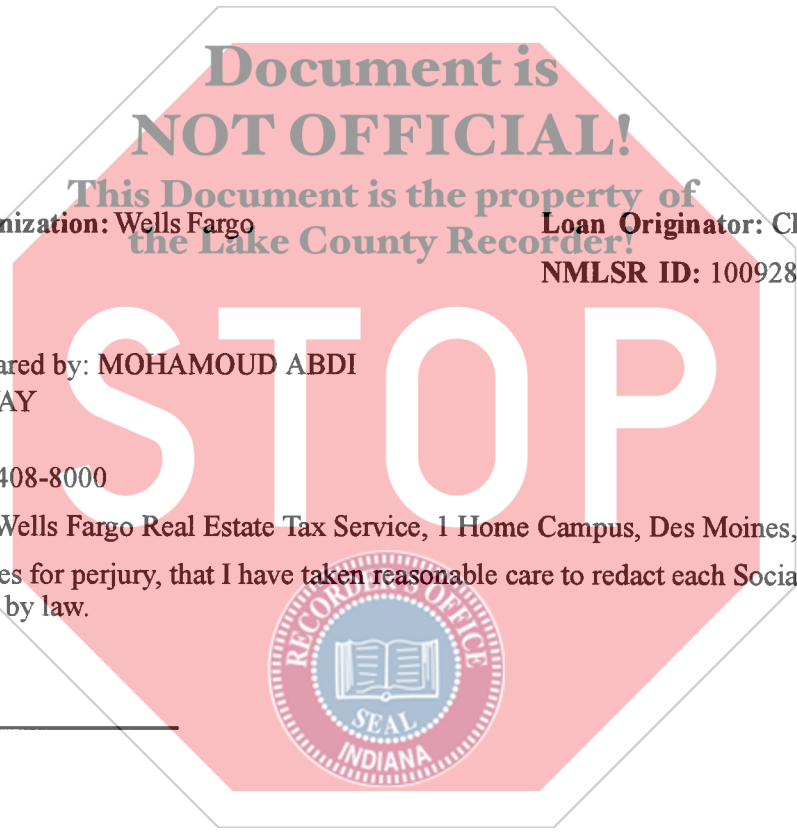 Document is
NOT OFFICIAL!
This Document is the property of
the Lake County Recorder!
nization: Wells Fargo
Loan Originator: Cl
NMLSR ID: 100928
ared by: MOHAMOUD ABDI
AY
408-8000
Wells Fargo Real Estate Tax Service, 1 Home Campus, Des Moines,
es for perjury, that I have taken reasonable care to redact each Socia
by law.
STOP
RECORDER'S OFFICE
SEAL
INDIANA